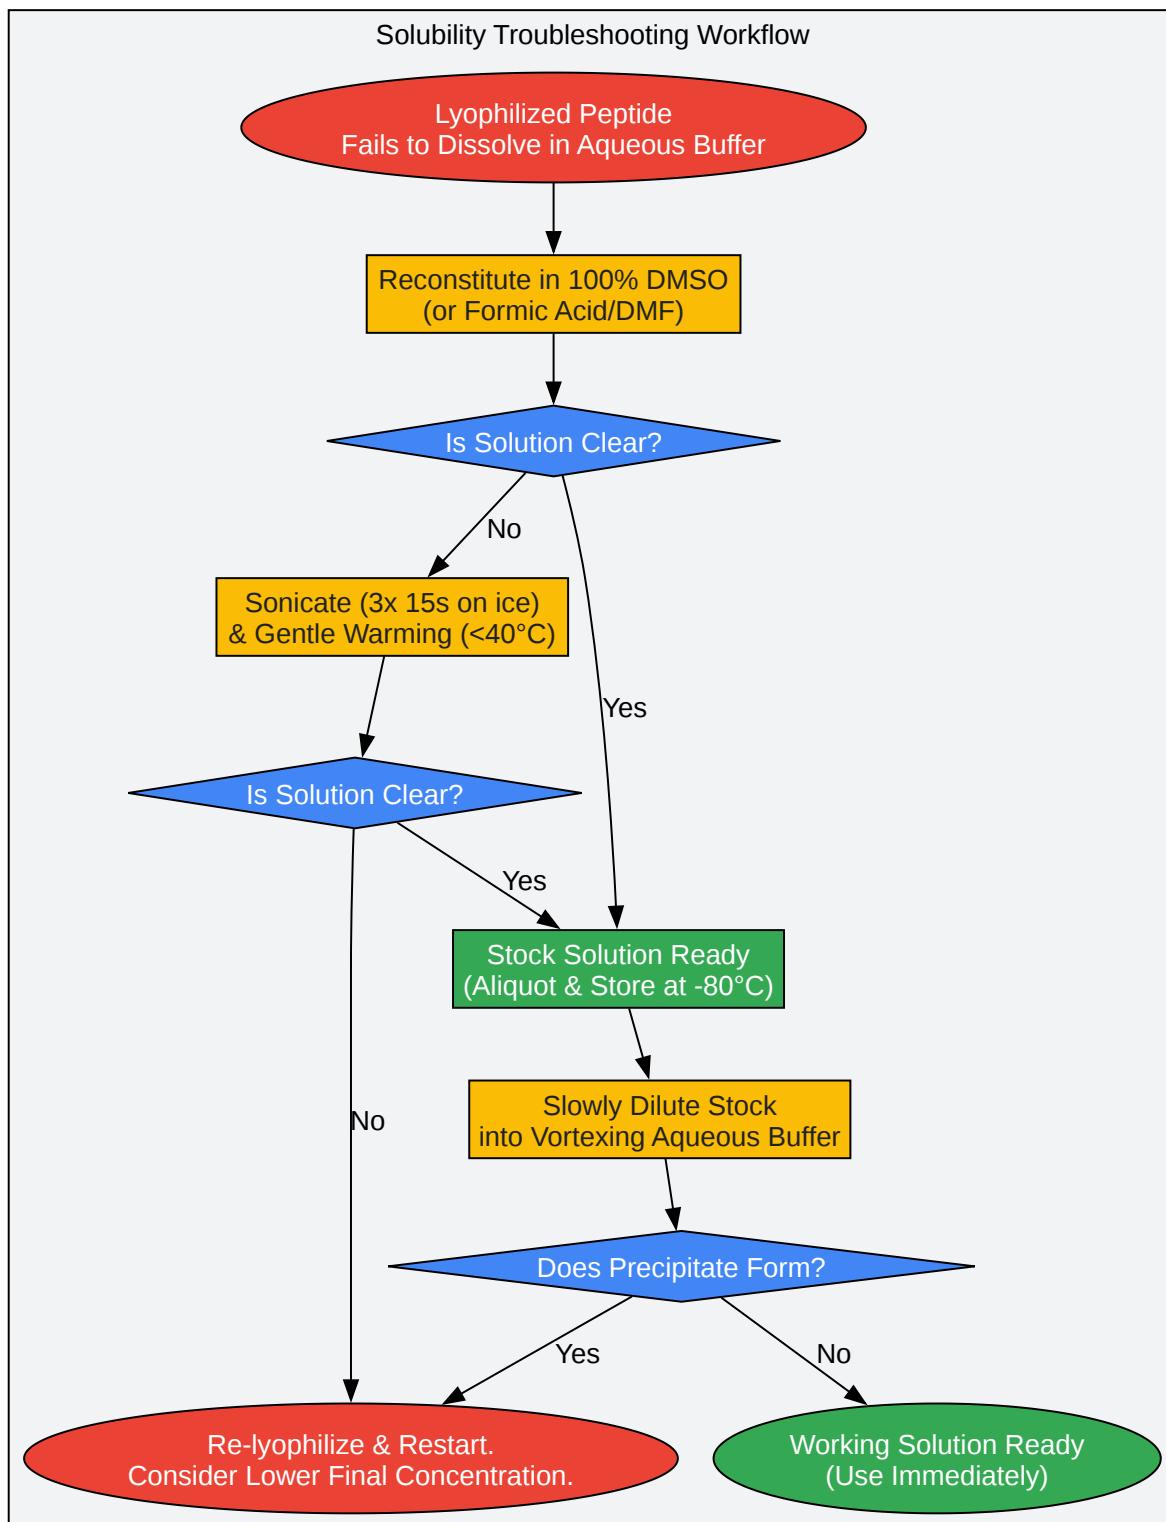 Solubility Troubleshooting Workflow
Lyophilized Peptide
Fails to Dissolve in Aqueous Buffer
Reconstitute in 100% DMSO
(or Formic Acid/DMF)
Is Solution Clear?
No
Sonicate (3x 15s on ice)
& Gentle Warming (<40°C)
Yes
Is Solution Clear?
Yes
Stock Solution Ready
(Aliquot & Store at -80°C)
Slowly Dilute Stock
into Vortexing Aqueous Buffer
No
Does Precipitate Form?
Yes
No
Re-lyophilize & Restart.
Consider Lower Final Concentration.
Working Solution Ready
(Use Immediately)